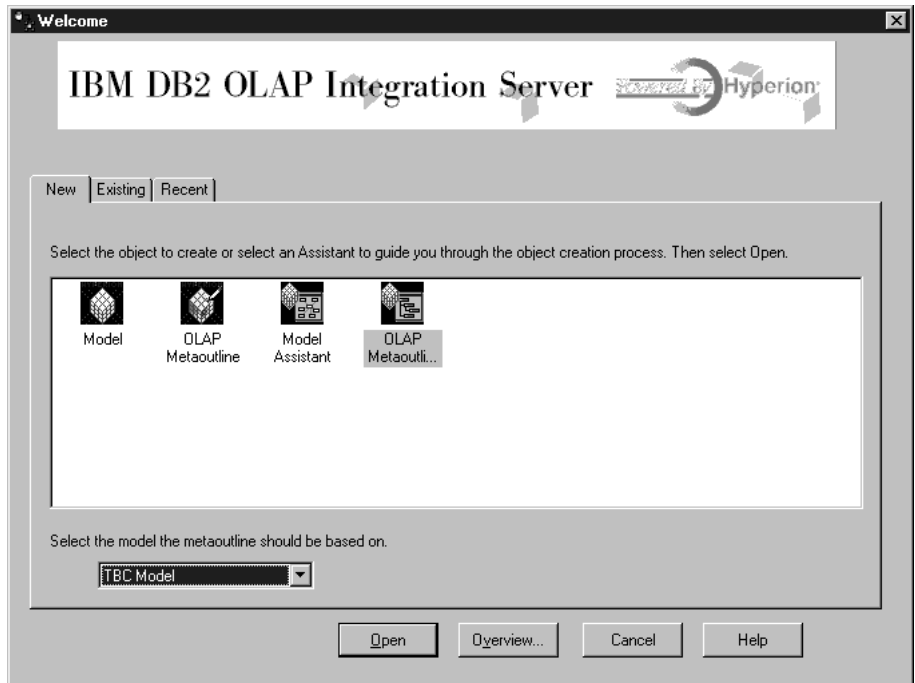 Welcome
IBM DB2 OLAP Integration Server
POWERED BY Hyperion
New Existing Recent
Select the object to create or select an Assistant to guide you through the object creation process. Then select Open.
Model
OLAP
Metaoutline
Model
Assistant
OLAP
Metaoutli...
Select the model the metaoutline should be based on.
TBC Model
Open Overview... Cancel Help